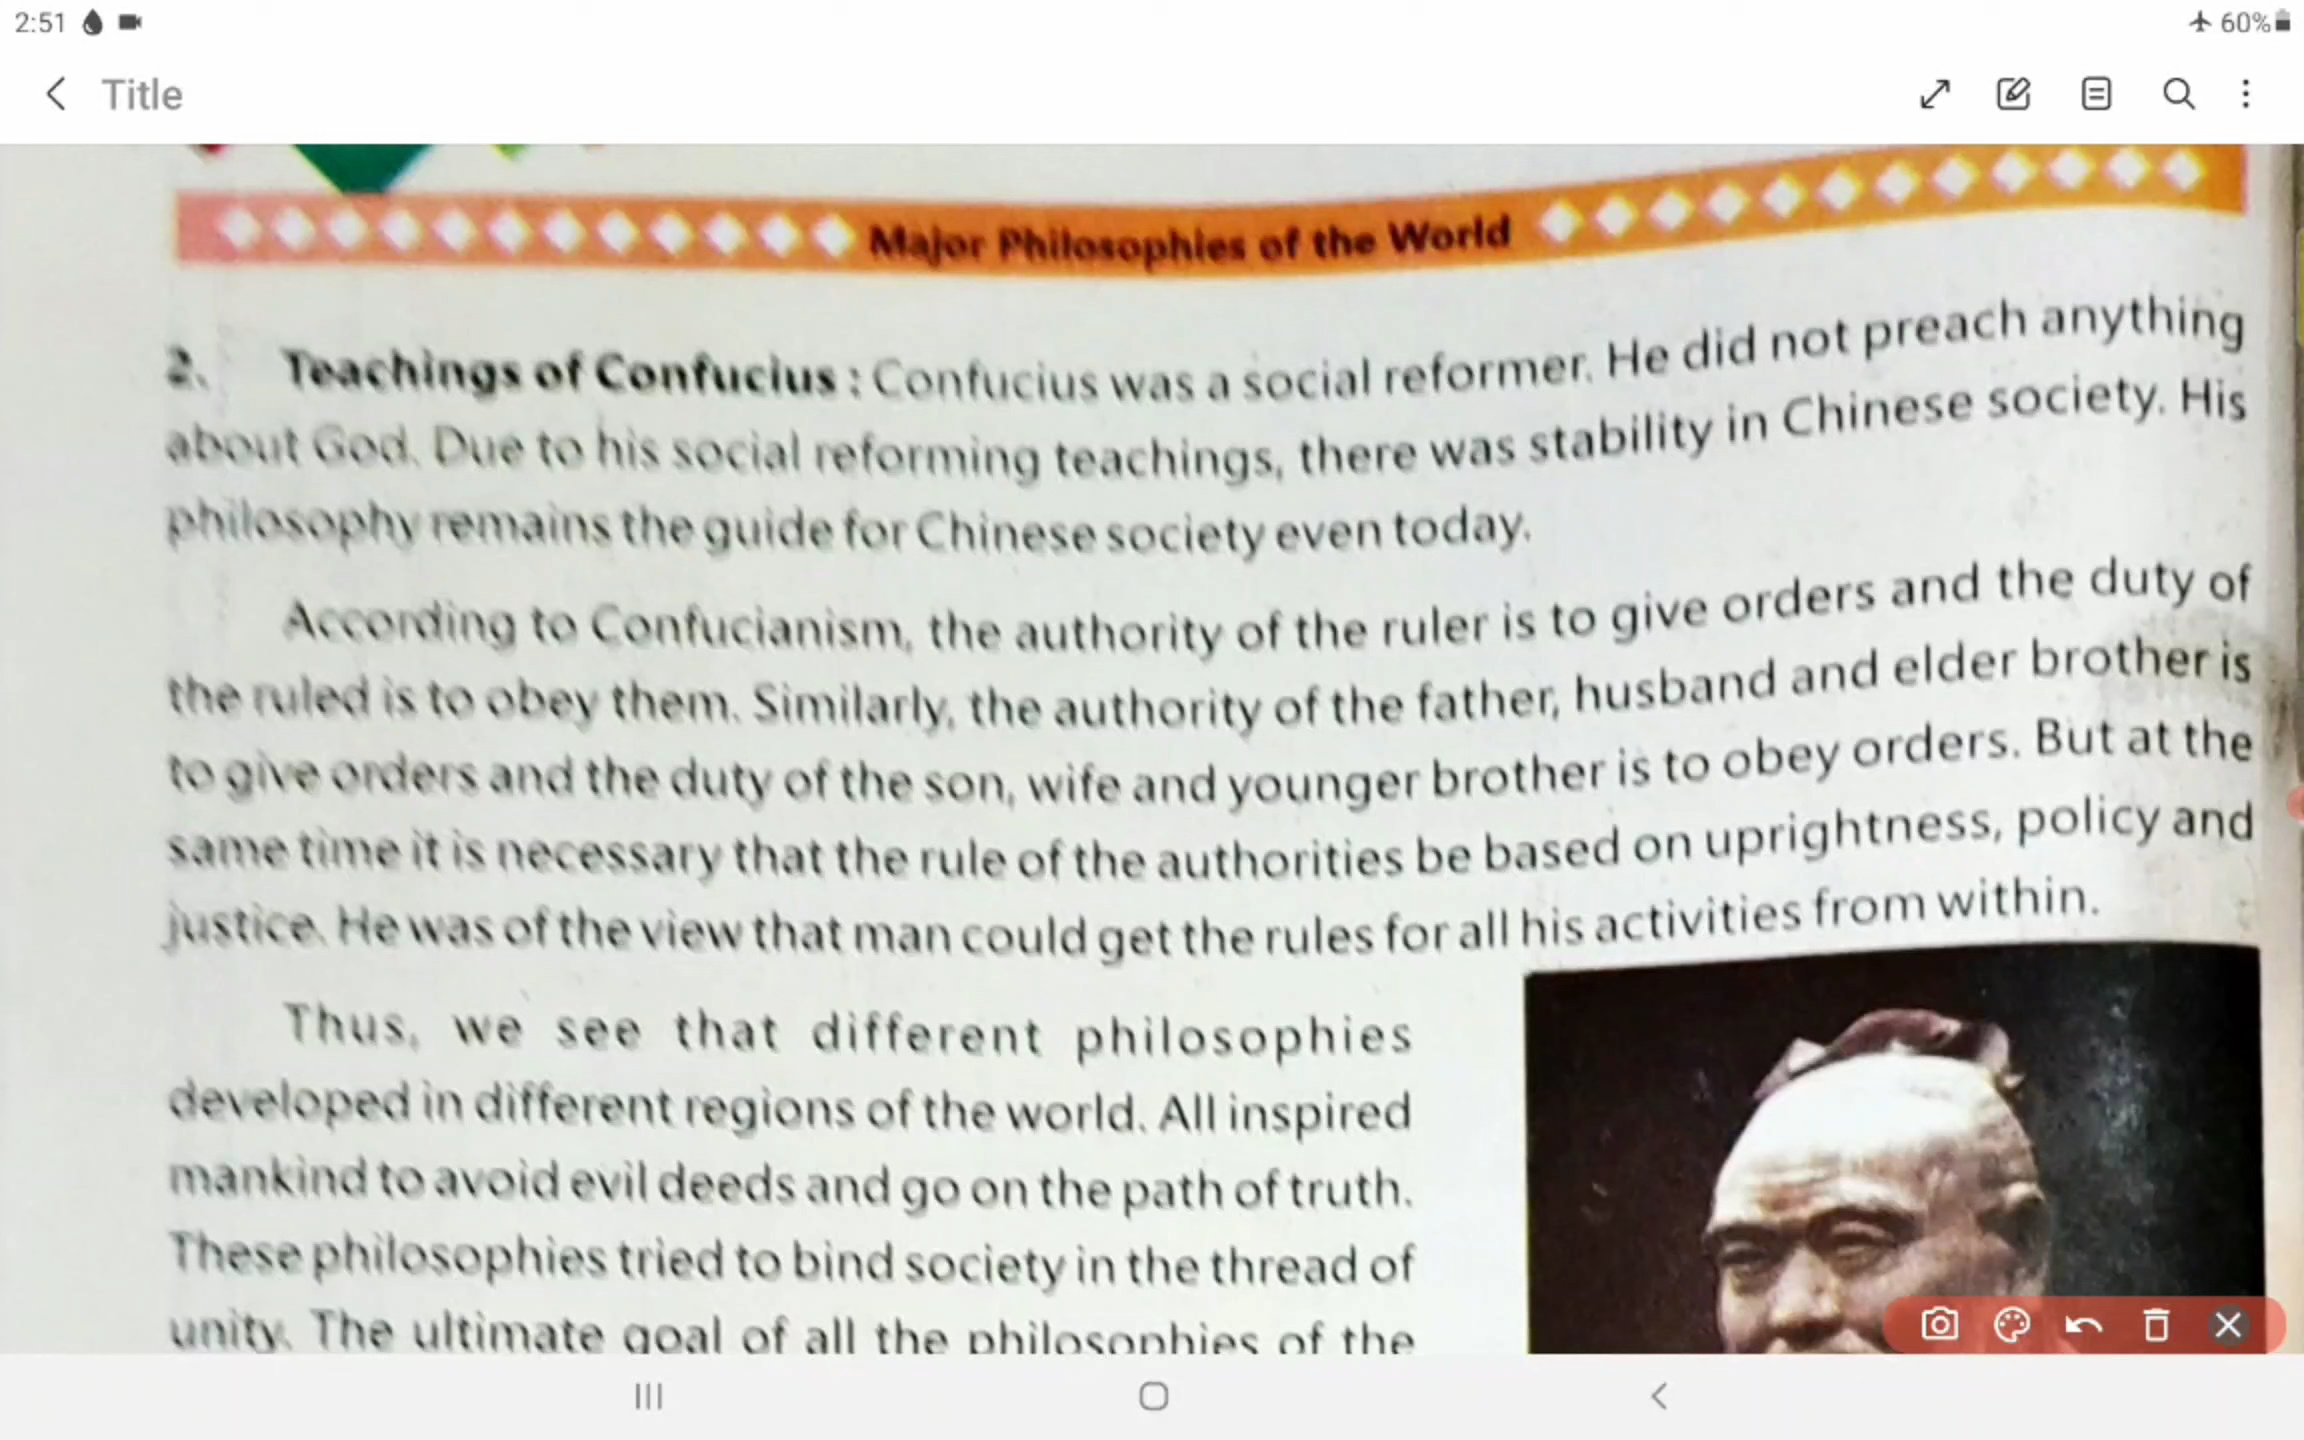 2:51
60%
Title
Major Philosophies of the World
2. Teachings of Confucius : Confucius was a social reformer. He did not preach anything
about God. Due to his social reforming teachings, there was stability in Chinese society. His
philosophy remains the guide for Chinese society even today.
According to Confucianism, the authority of the ruler is to give orders and the duty of
the ruled is to obey them. Similarly, the authority of the father, husband and elder brother is
to give orders and the duty of the son, wife and younger brother is to obey orders. But at the
same time it is necessary that the rule of the authorities be based on uprightness, policy and
justice. He was of the view that man could get the rules for all his activities from within.
Thus, we see that different philosophies
developed in different regions of the world. All inspired
mankind to avoid evil deeds and go on the path of truth.
These philosophies tried to bind society in the thread of
unity. The ultimate goal of all the philosophies of the